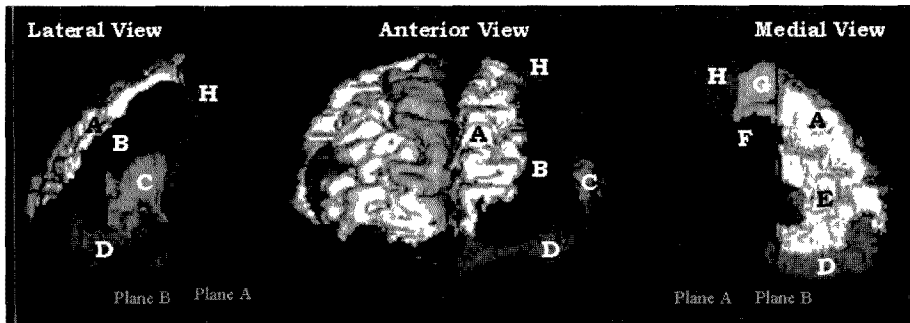 Lateral View
Anterior View
Medial View
H
A
B
C
D
Plane B
Plane A
H
A
B
C
D
H
G
A
F
E
D
Plane A
Plane B